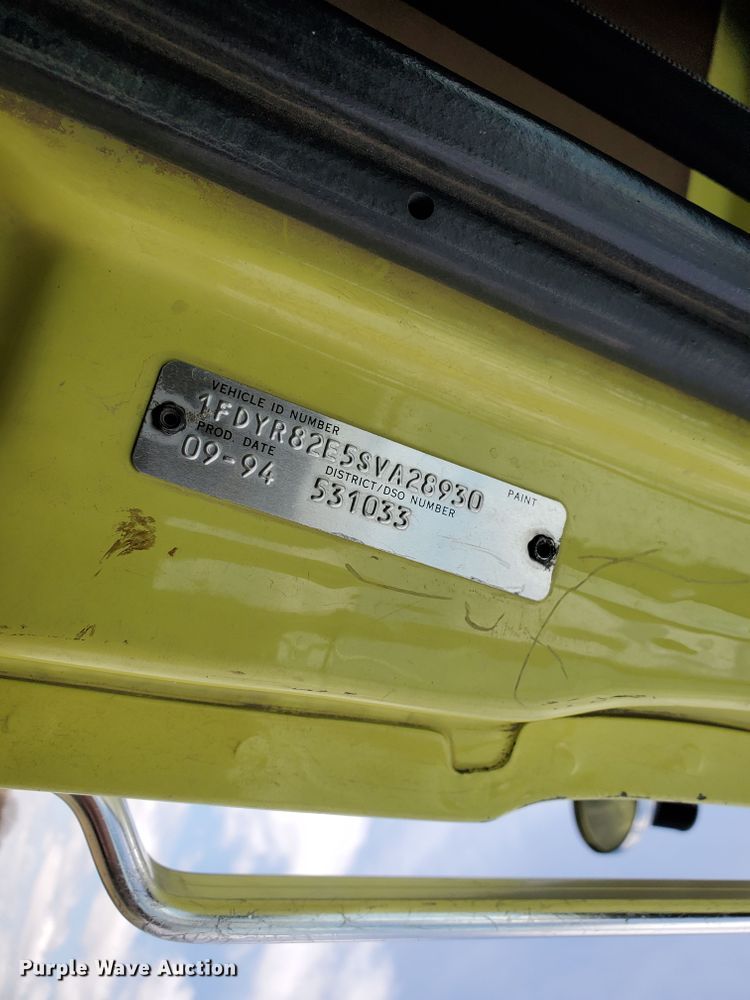 VEHICLE ID NUMBER
1FDYR82E5SVA28930
PROD. DATE
DISTRICT/DSO NUMBER
PAINT
09-94
531033
Purple Wave Auction